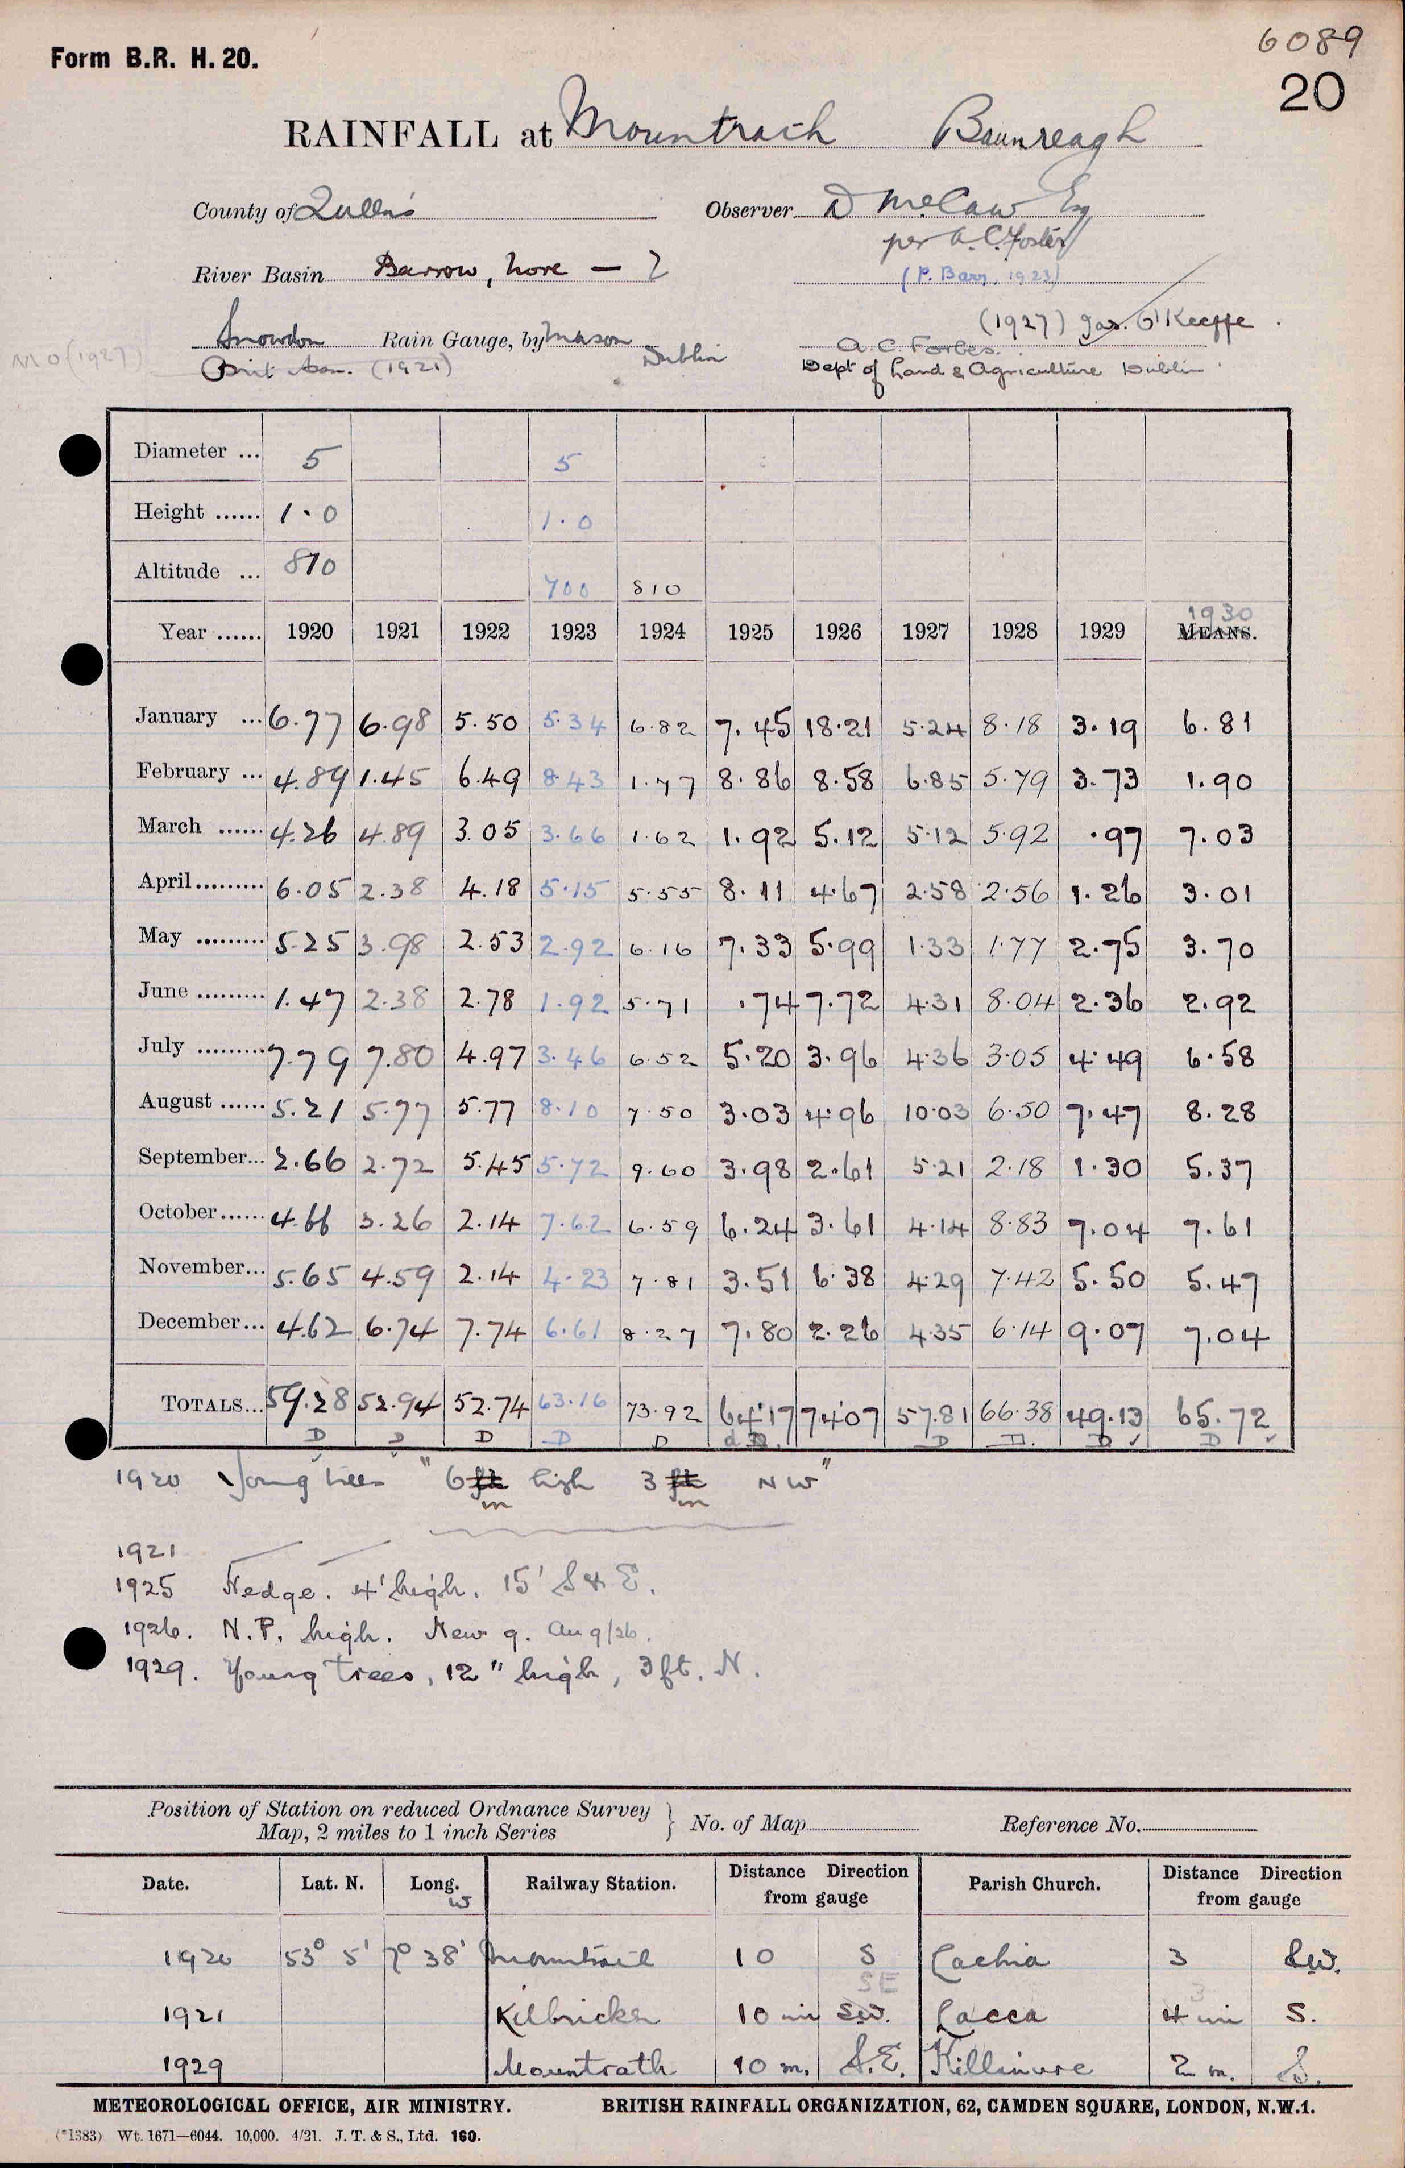 6089
Form B.R. H. 20.
20
RAINFALL at Mountrath Baunreagh
County of Queen's Observer D McCaw Esq
per A. C. Foster
River Basin Barrow, Nore —
(P. Barr, 1923)
(1927) Jas. O'Keeffe.
Snowdon Rain Gauge, by Mason Dublin
A. C. Forbes.
M O (1927)
Brit Assn. (1921)
Dept of Land & Agriculture Dublin.
Diameter ... 5 5
Height ...... 1.0 1.0
Altitude ... 870 700 810
1930
Year ...... 1920 1921 1922 1923 1924 1925 1926 1927 1928 1929 MEANS.
January ... 6.77 6.98 5.50 5.34 6.82 7.45 18.21 5.24 8.18 3.19 6.81
February ... 4.89 1.45 6.49 8.43 1.77 8.86 8.58 6.85 5.79 3.73 1.90
March ...... 4.26 4.89 3.05 3.66 1.62 1.92 5.12 5.12 5.92 .97 7.03
April......... 6.05 2.38 4.18 5.15 5.55 8.11 4.67 2.58 2.56 1.26 3.01
May ......... 5.25 3.98 2.53 2.92 6.16 7.33 5.99 1.33 1.77 2.75 3.70
June ......... 1.47 2.38 2.78 1.92 5.71 .74 7.72 4.31 8.04 2.36 2.92
July ......... 7.79 7.80 4.97 3.46 6.52 5.20 3.96 4.36 3.05 4.49 6.58
August ...... 5.21 5.77 5.77 8.10 7.50 3.03 4.96 10.03 6.50 7.47 8.28
September... 2.66 2.72 5.45 5.72 9.60 3.98 2.61 5.21 2.18 1.30 5.37
October...... 4.66 3.26 2.14 7.62 6.59 6.24 3.61 4.14 8.83 7.04 7.61
November... 5.65 4.59 2.14 4.23 7.81 3.51 6.38 4.29 7.42 5.50 5.47
December... 4.62 6.74 7.74 6.61 8.27 7.80 2.26 4.35 6.14 9.07 7.04
TOTALS... 59.28 52.94 52.74 63.16 73.92 64.17 74.07 57.81 66.38 49.13 65.72
D D D D D d D. D D. D D
1920 Young trees "6 ft high 3 ft NW"
in in
1921
1925 Hedge. 4' high. 15' S & E.
1926. N.P. high. New g. Aug/26.
1929. Young trees, 12" high, 3 ft. N.
Position of Station on reduced Ordnance Survey
Map, 2 miles to 1 inch Series } No. of Map Reference No.
Date. Lat. N. Long. W Railway Station. Distance Direction from gauge Parish Church. Distance Direction from gauge
1920 53° 5' 7° 38' Mountrath 10 S Lachia 3 S.W.
SE 3
1921 Kilbricken 10 mi SW. Lacca 4 mi S.
1929 Mountrath 10 m. S.E. Killinure 2 m. S.
METEOROLOGICAL OFFICE, AIR MINISTRY. BRITISH RAINFALL ORGANIZATION, 62, CAMDEN SQUARE, LONDON, N.W.1.
(*1383) Wt. 1671—6044. 10,000. 4/21. J. T. & S., Ltd. 160.